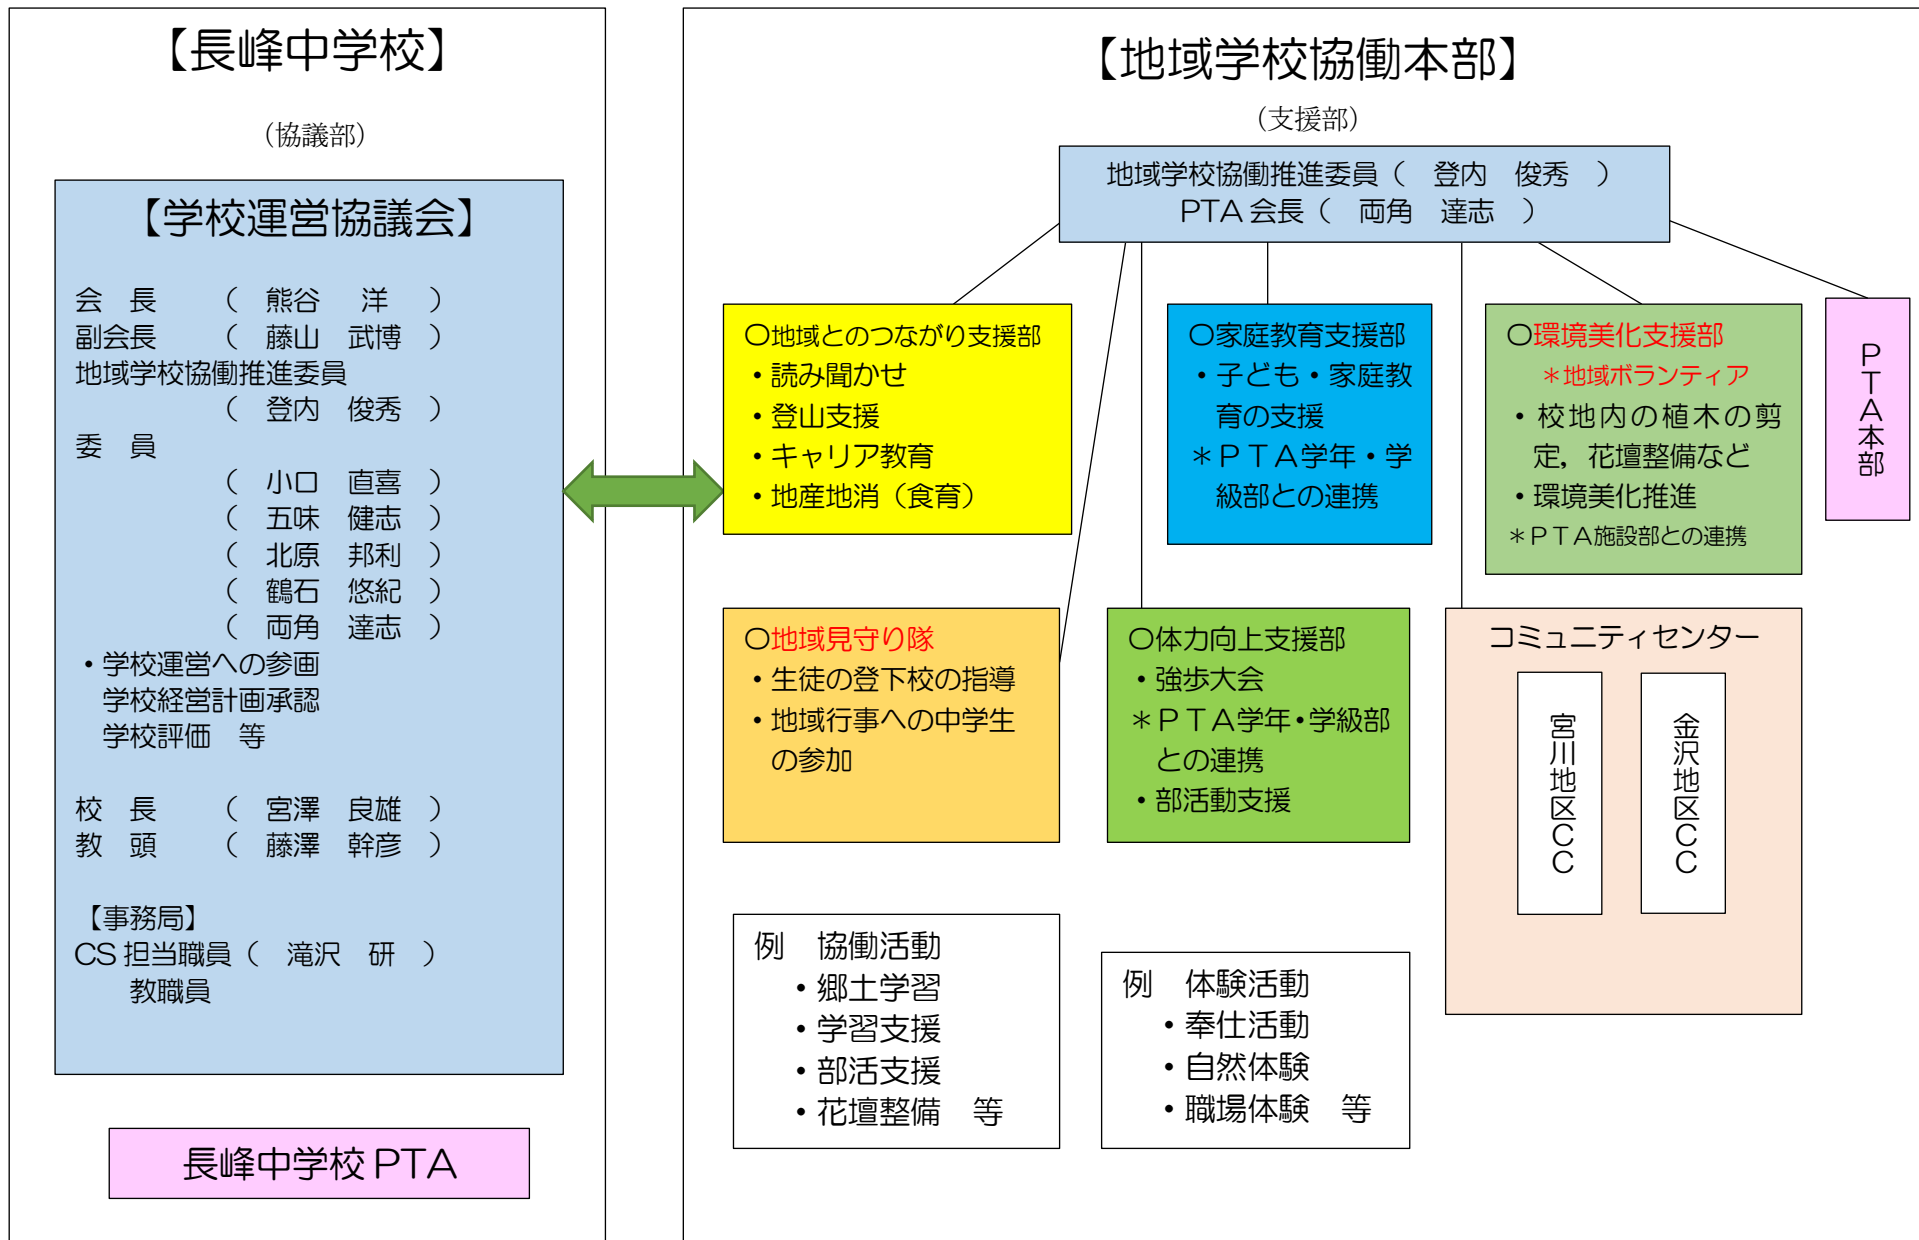 【長峰中学校】
（協議部）
【学校運営協議会】
会　長　　（　熊谷　　洋　）
副会長　　（　藤山　武博　）
地域学校協働推進委員
（　登内　俊秀　）
委　員
（　小口　直喜　）
（　五味　健志　）
（　北原　邦利　）
（　鶴石　悠紀　）
（　両角　達志　）
・学校運営への参画
学校経営計画承認
学校評価　等
校　長　　（　宮澤　良雄　）
教　頭　　（　藤澤　幹彦　）
【事務局】
CS担当職員（　滝沢　研　）
教職員
長峰中学校PTA
【地域学校協働本部】
（支援部）
地域学校協働推進委員（　登内　俊秀　）
PTA会長（　両角　達志　）
〇地域とのつながり支援部
・読み聞かせ
・登山支援
・キャリア教育
・地産地消（食育）
〇家庭教育支援部
・子ども・家庭教
育の支援
＊ＰＴＡ学年・学
級部との連携
〇環境美化支援部
＊地域ボランティア
・校地内の植木の剪
定，花壇整備など
・環境美化推進
＊ＰＴＡ施設部との連携
ＰＴＡ本部
〇地域見守り隊
・生徒の登下校の指導
・地域行事への中学生
の参加
〇体力向上支援部
・強歩大会
＊ＰＴＡ学年・学級部
との連携
・部活動支援
コミュニティセンター
宮川地区ＣＣ
金沢地区ＣＣ
例　協働活動
・郷土学習
・学習支援
・部活支援
・花壇整備　等
例　体験活動
・奉仕活動
・自然体験
・職場体験　等